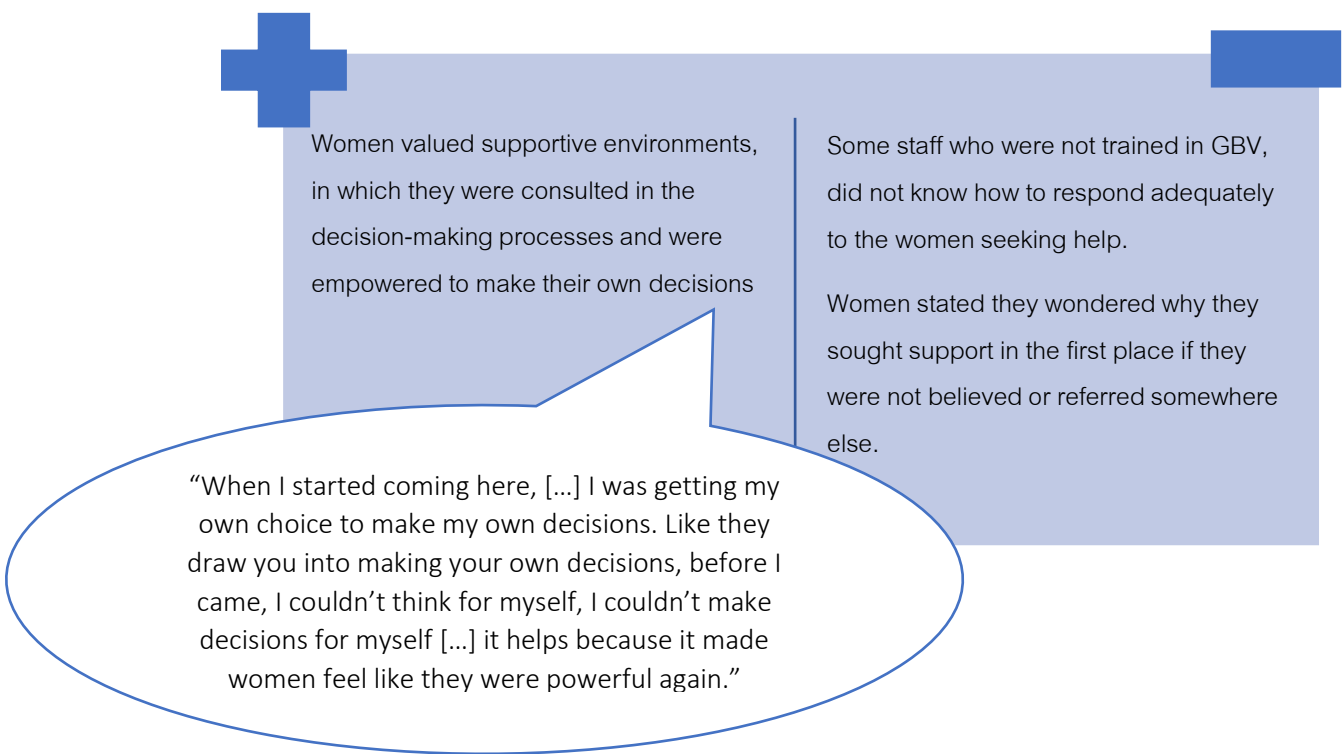 Women valued supportive environments,
in which they were consulted in the
decision-making processes and were
empowered to make their own decisions
Some staff who were not trained in GBV,
did not know how to respond adequately
to the women seeking help.
Women stated they wondered why they
sought support in the first place if they
were not believed or referred somewhere
else.
“When I started coming here, […] I was getting my
own choice to make my own decisions. Like they
draw you into making your own decisions, before I
came, I couldn’t think for myself, I couldn’t make
decisions for myself […] it helps because it made
women feel like they were powerful again.”